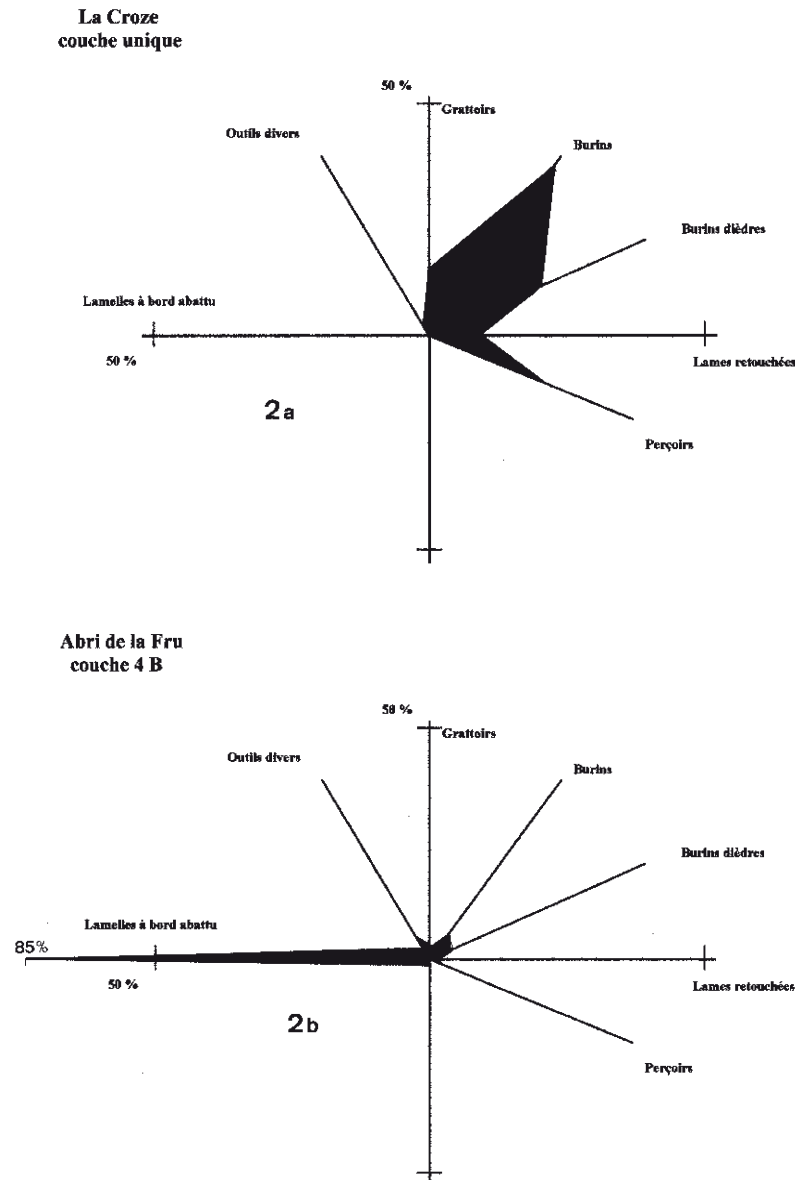 La Croze
couche unique
50 %
Grattoirs
Outils divers
Burins
Burins dièdres
Lamelles à bord abattu
50 %
Lames retouchées
2a
Perçoirs
Abri de la Fru
couche 4 B
50 %
Grattoirs
Outils divers
Burins
Burins dièdres
Lamelles à bord abattu
85%
50 %
Lames retouchées
2b
Perçoirs